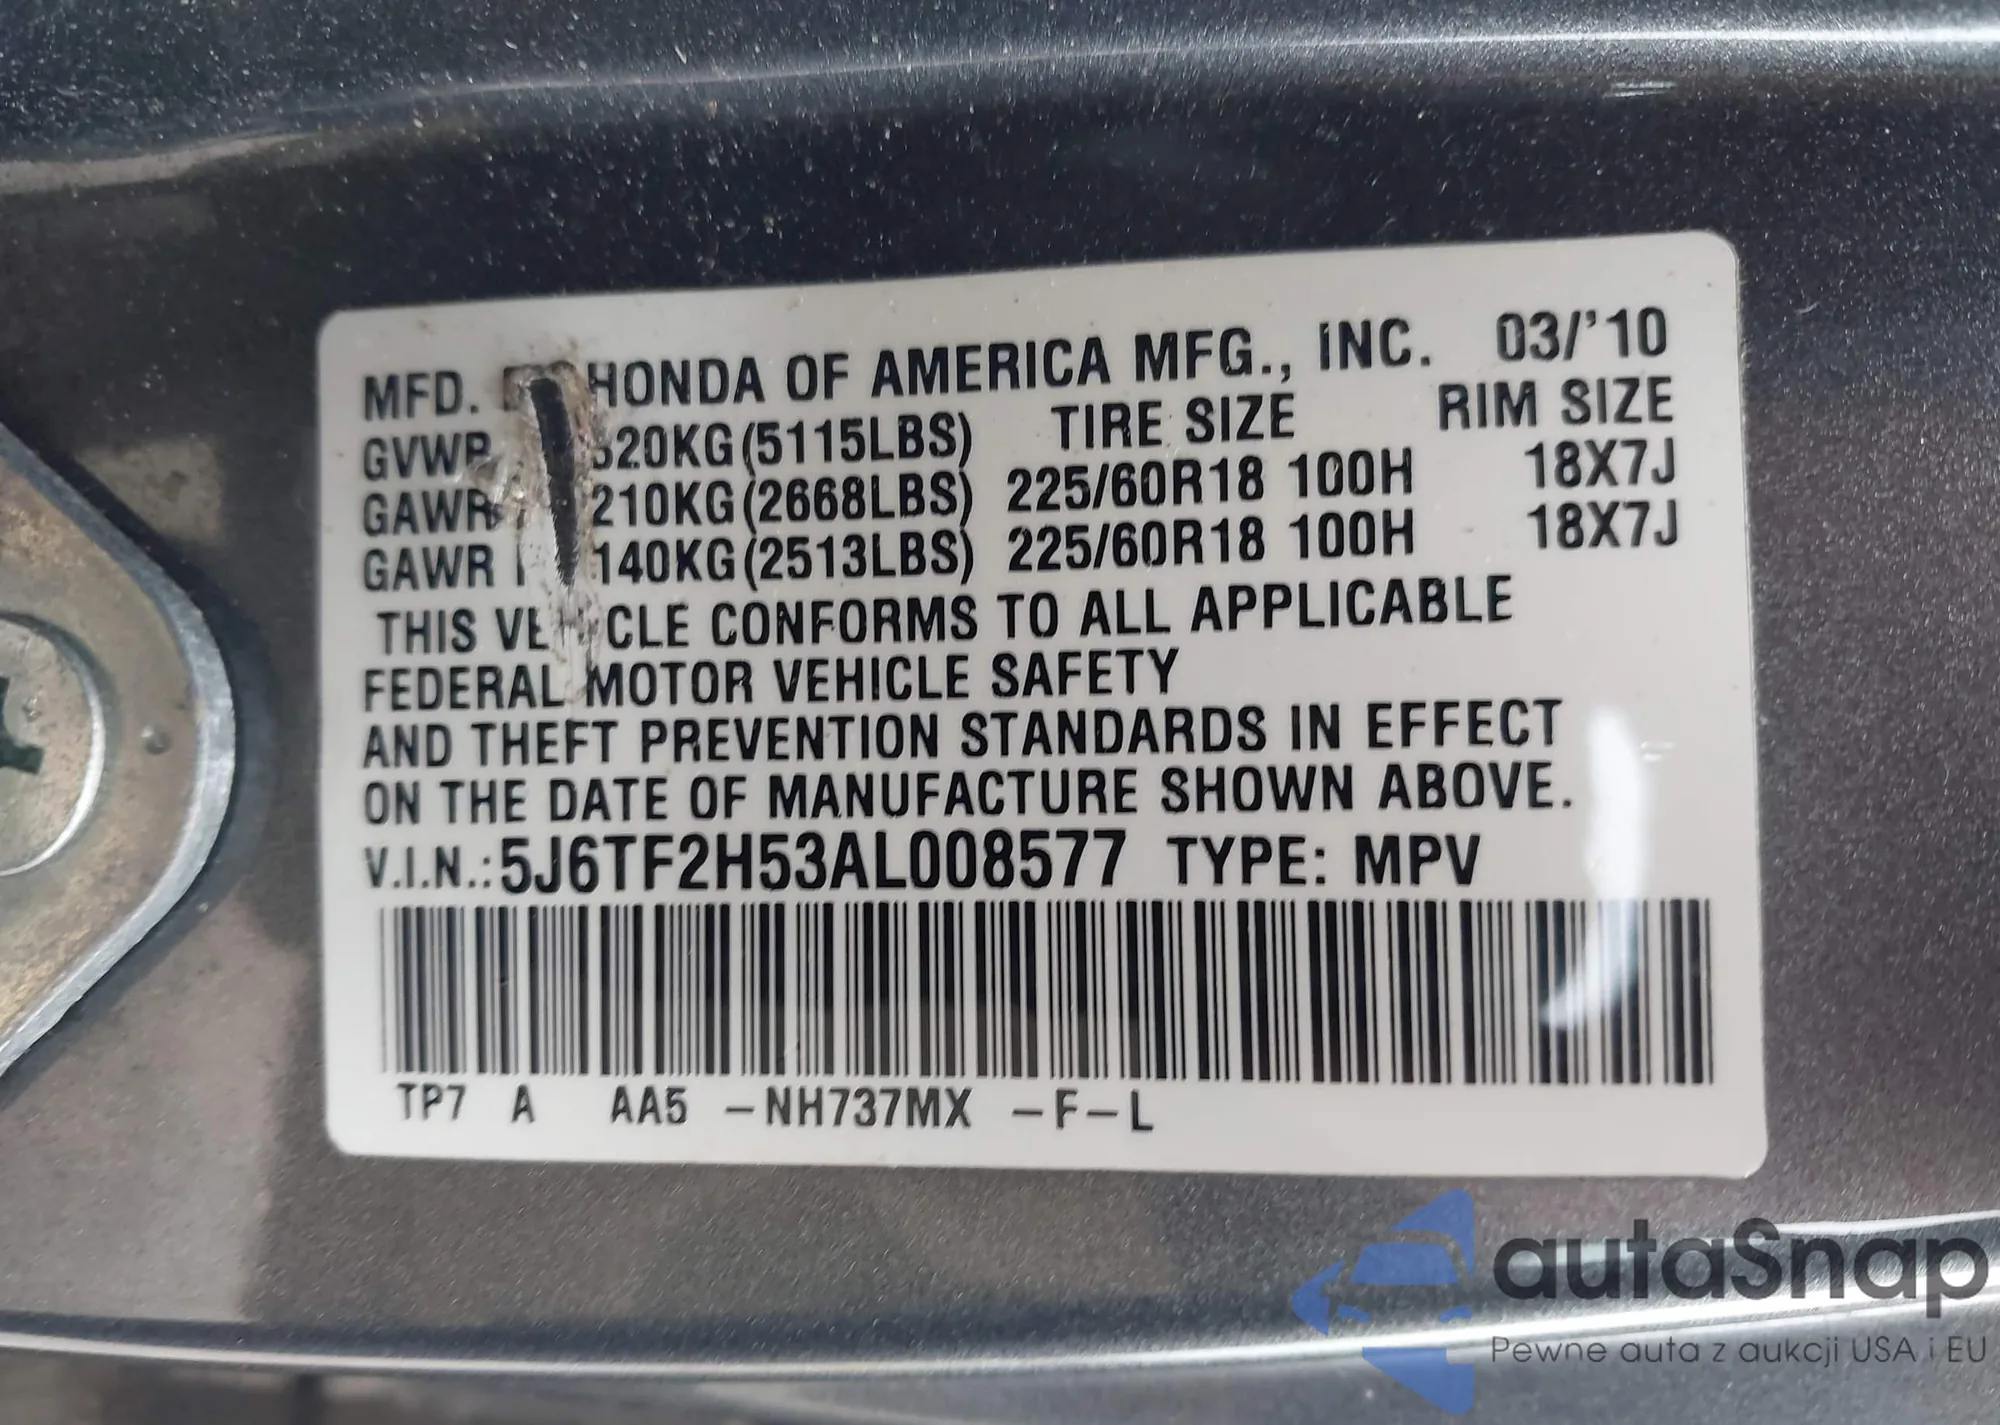 MFD. HONDA OF AMERICA MFG., INC. 03/'10
GVWR 320KG(5115LBS) TIRE SIZE RIM SIZE
GAWR 210KG(2668LBS) 225/60R18 100H 18X7J
GAWR 140KG(2513LBS) 225/60R18 100H 18X7J
THIS VEHICLE CONFORMS TO ALL APPLICABLE
FEDERAL MOTOR VEHICLE SAFETY
AND THEFT PREVENTION STANDARDS IN EFFECT
ON THE DATE OF MANUFACTURE SHOWN ABOVE.
V.I.N.:5J6TF2H53AL008577 TYPE: MPV
TP7 A AA5 -NH737MX -F-L
autaSnap
Pewne auta z aukcji USA i EU